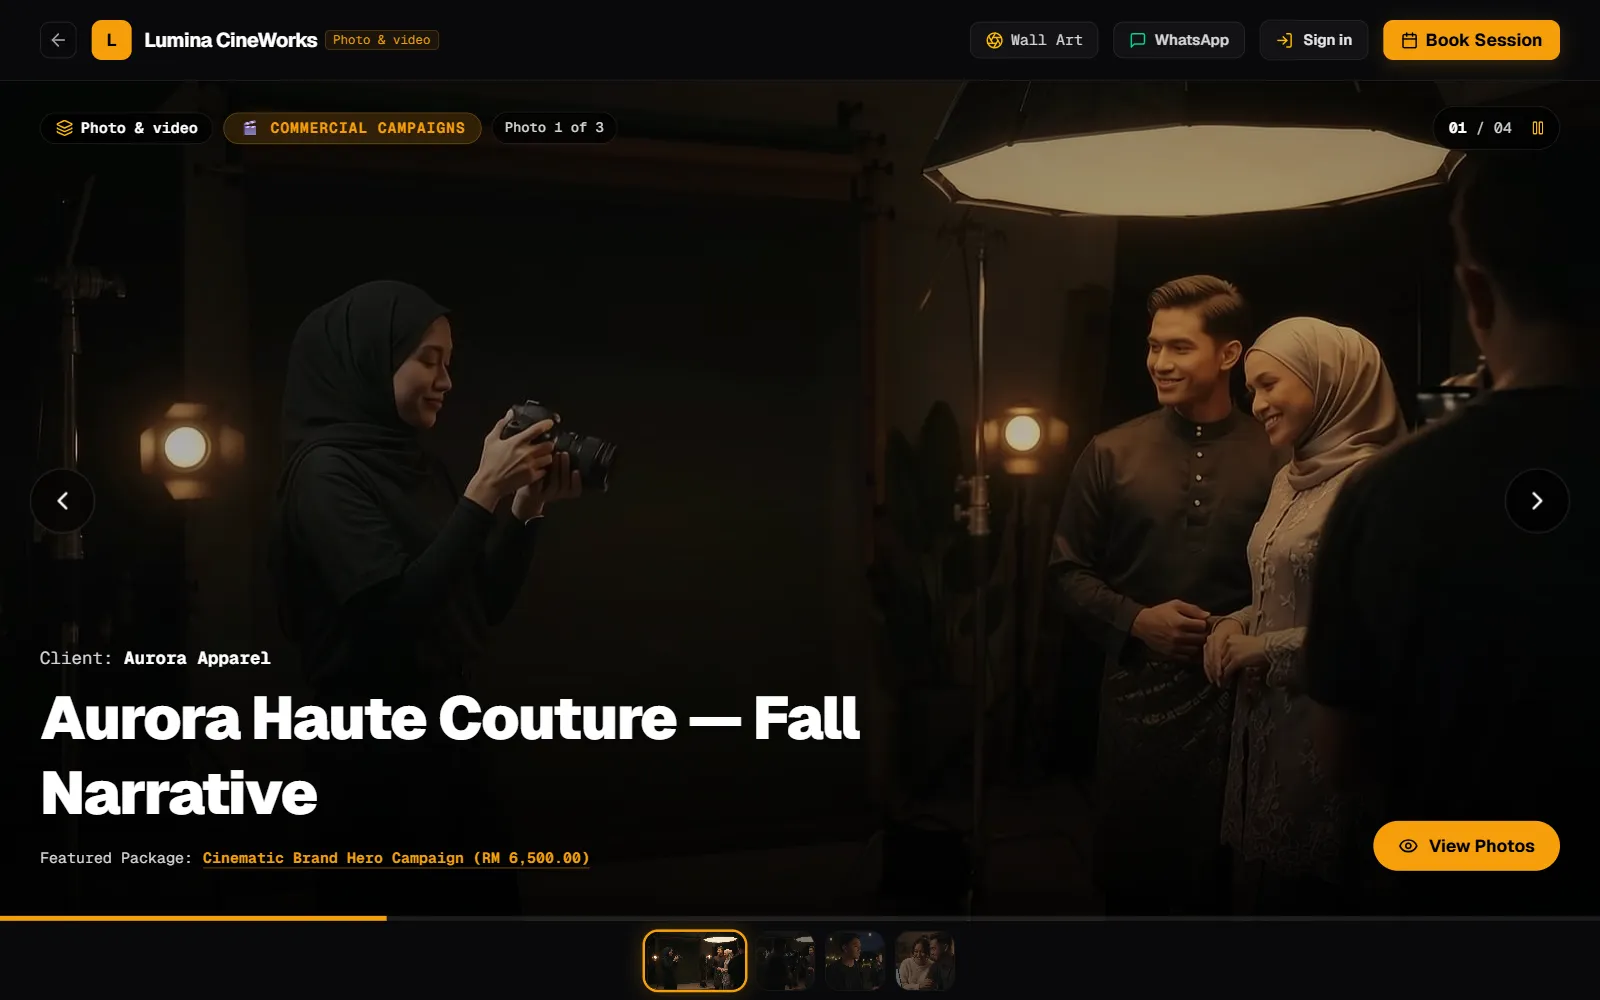 L
Lumina CineWorks
Photo & video
Wall Art
WhatsApp
Sign in
Book Session
Photo & video
COMMERCIAL CAMPAIGNS
Photo 1 of 3
01 / 04
Client: Aurora Apparel
Aurora Haute Couture — Fall
Narrative
Featured Package: Cinematic Brand Hero Campaign (RM 6,500.00)
View Photos